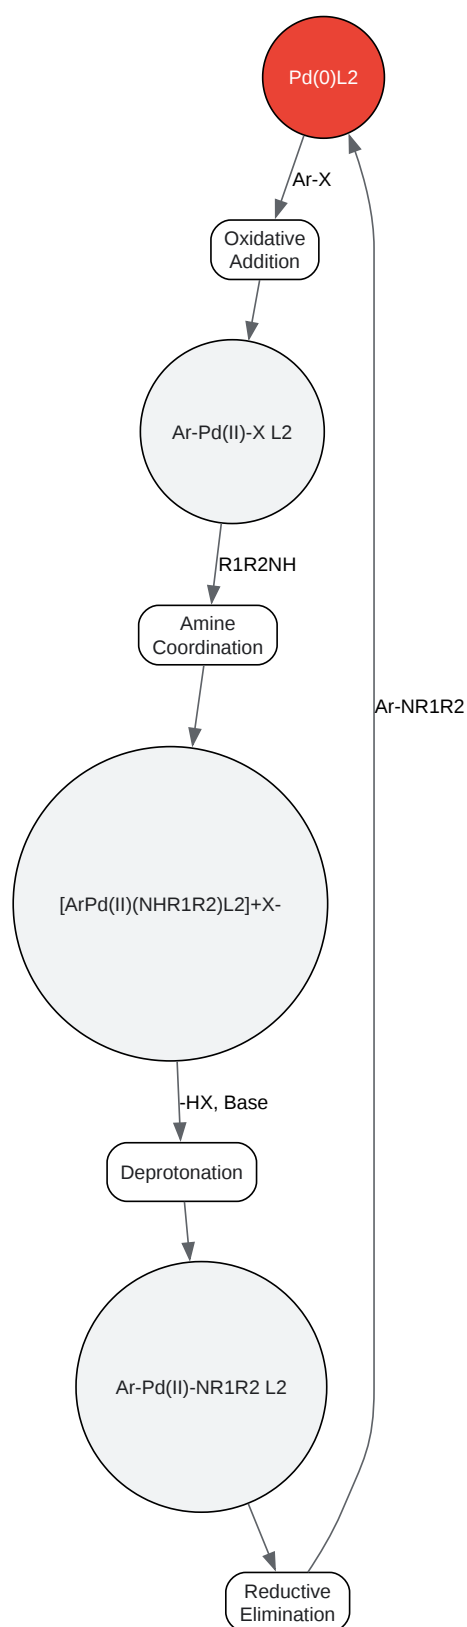 Pd(0)L2
Ar-X
Oxidative
Addition
Ar-Pd(II)-X L2
R1R2NH
Amine
Coordination
Ar-NR1R2
[ArPd(II)(NHR1R2)L2]+X-
-HX, Base
Deprotonation
Ar-Pd(II)-NR1R2 L2
Reductive
Elimination